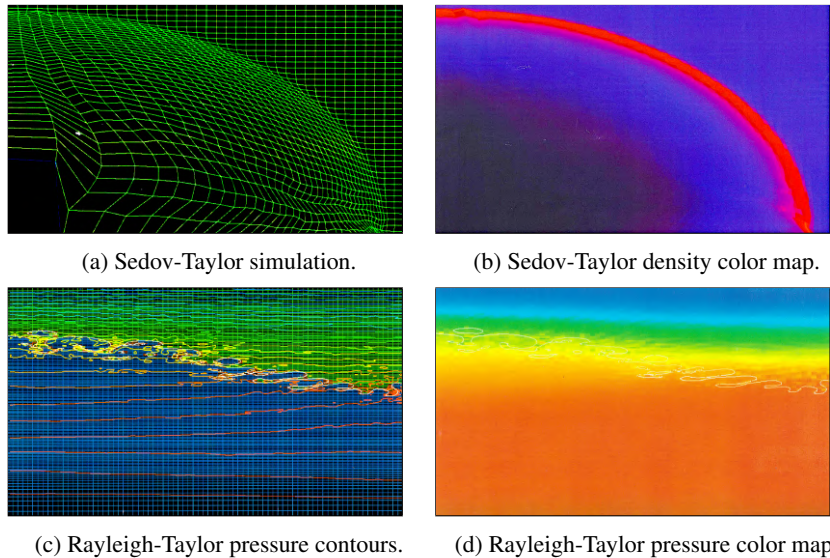 (a) Sedov-Taylor simulation.
(b) Sedov-Taylor density color map.
(c) Rayleigh-Taylor pressure contours.
(d) Rayleigh-Taylor pressure color map